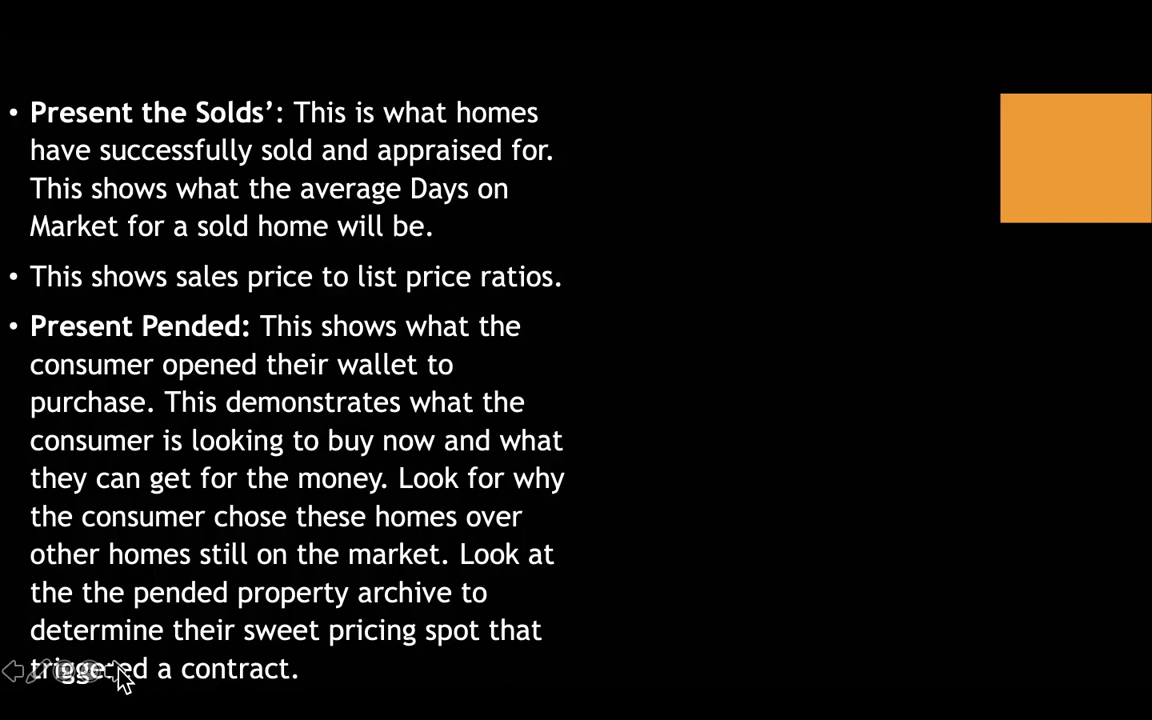 • Present the Solds’: This is what homes
have successfully sold and appraised for.
This shows what the average Days on
Market for a sold home will be.
• This shows sales price to list price ratios.
• Present Pended: This shows what the
consumer opened their wallet to
purchase. This demonstrates what the
consumer is looking to buy now and what
they can get for the money. Look for why
the consumer chose these homes over
other homes still on the market. Look at
the the pended property archive to
determine their sweet pricing spot that
triggered a contract.